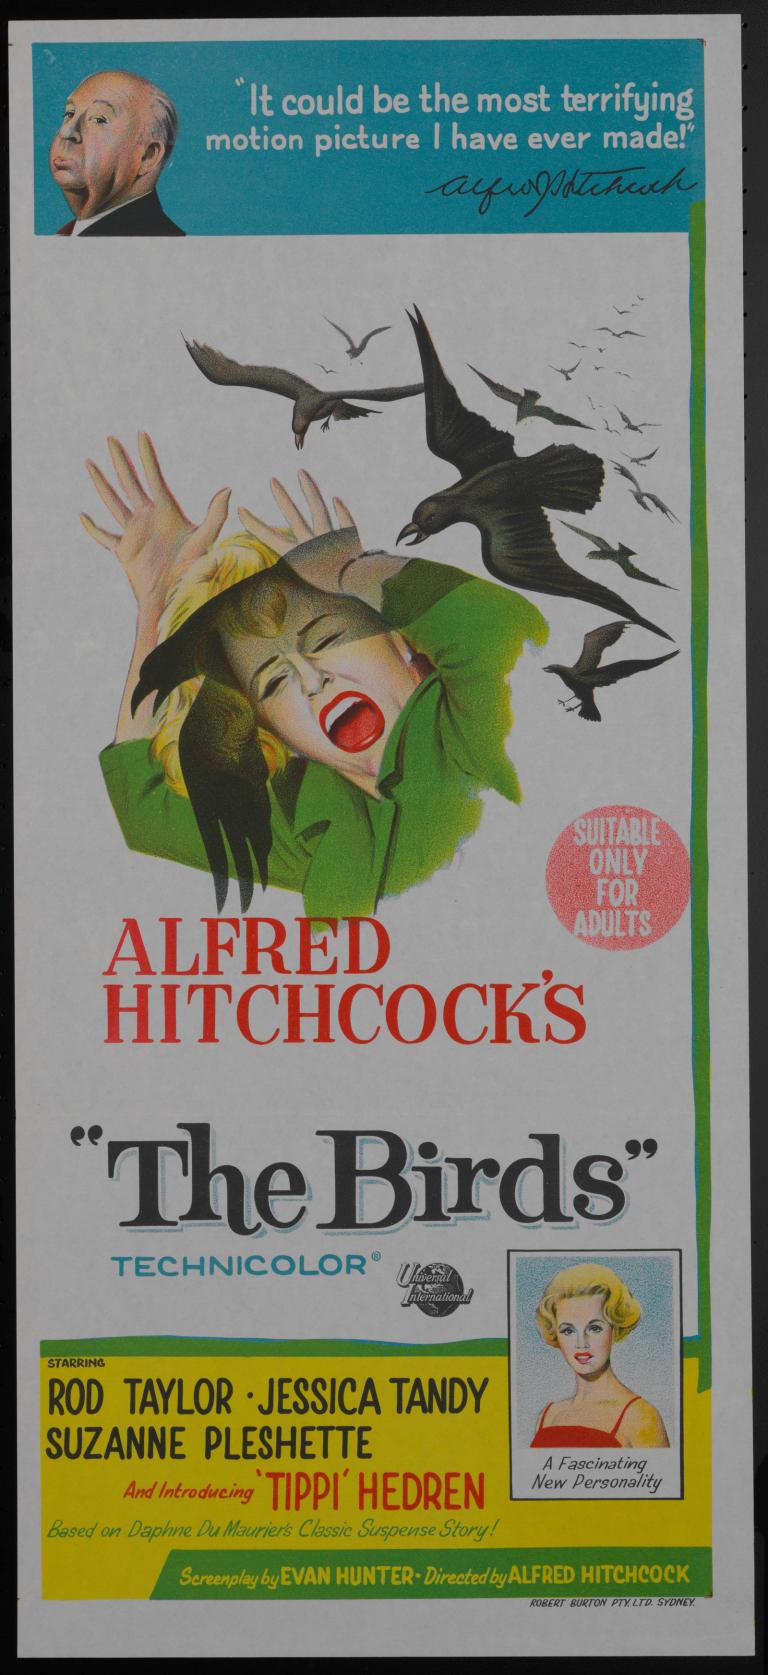 "It could be the most terrifying
motion picture I have ever made!"
Alfred J Hitchcock
SUITABLE
ONLY
FOR
ADULTS
ALFRED
HITCHCOCK'S
"The Birds"
TECHNICOLOR®
Universal
International
STARRING
ROD TAYLOR · JESSICA TANDY
SUZANNE PLESHETTE
And Introducing 'TIPPI' HEDREN
Based on Daphne Du Maurier's Classic Suspense Story!
A Fascinating
New Personality
Screenplay by EVAN HUNTER · Directed by ALFRED HITCHCOCK
ROBERT BURTON PTY. LTD. SYDNEY.